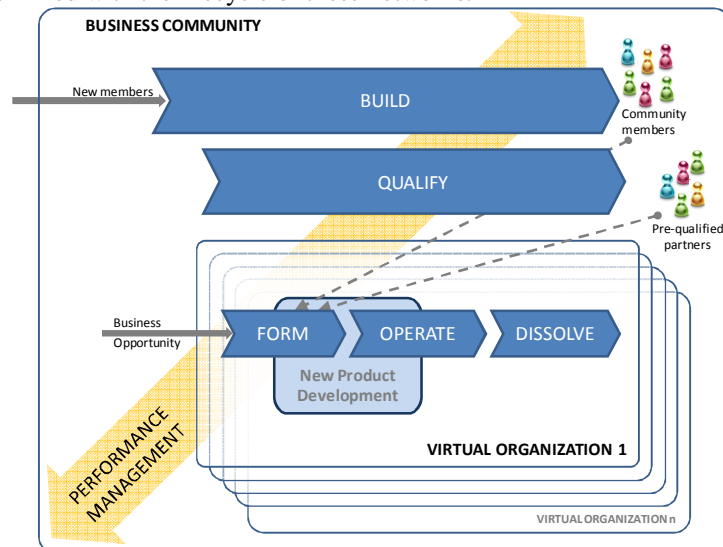 BUSINESS COMMUNITY
New members
BUILD
Community
members
QUALIFY
Pre-qualified
partners
Business
Opportunity
FORM
OPERATE
DISSOLVE
New Product
Development
PERFORMANCE
MANAGEMENT
VIRTUAL ORGANIZATION 1
VIRTUAL ORGANIZATION n